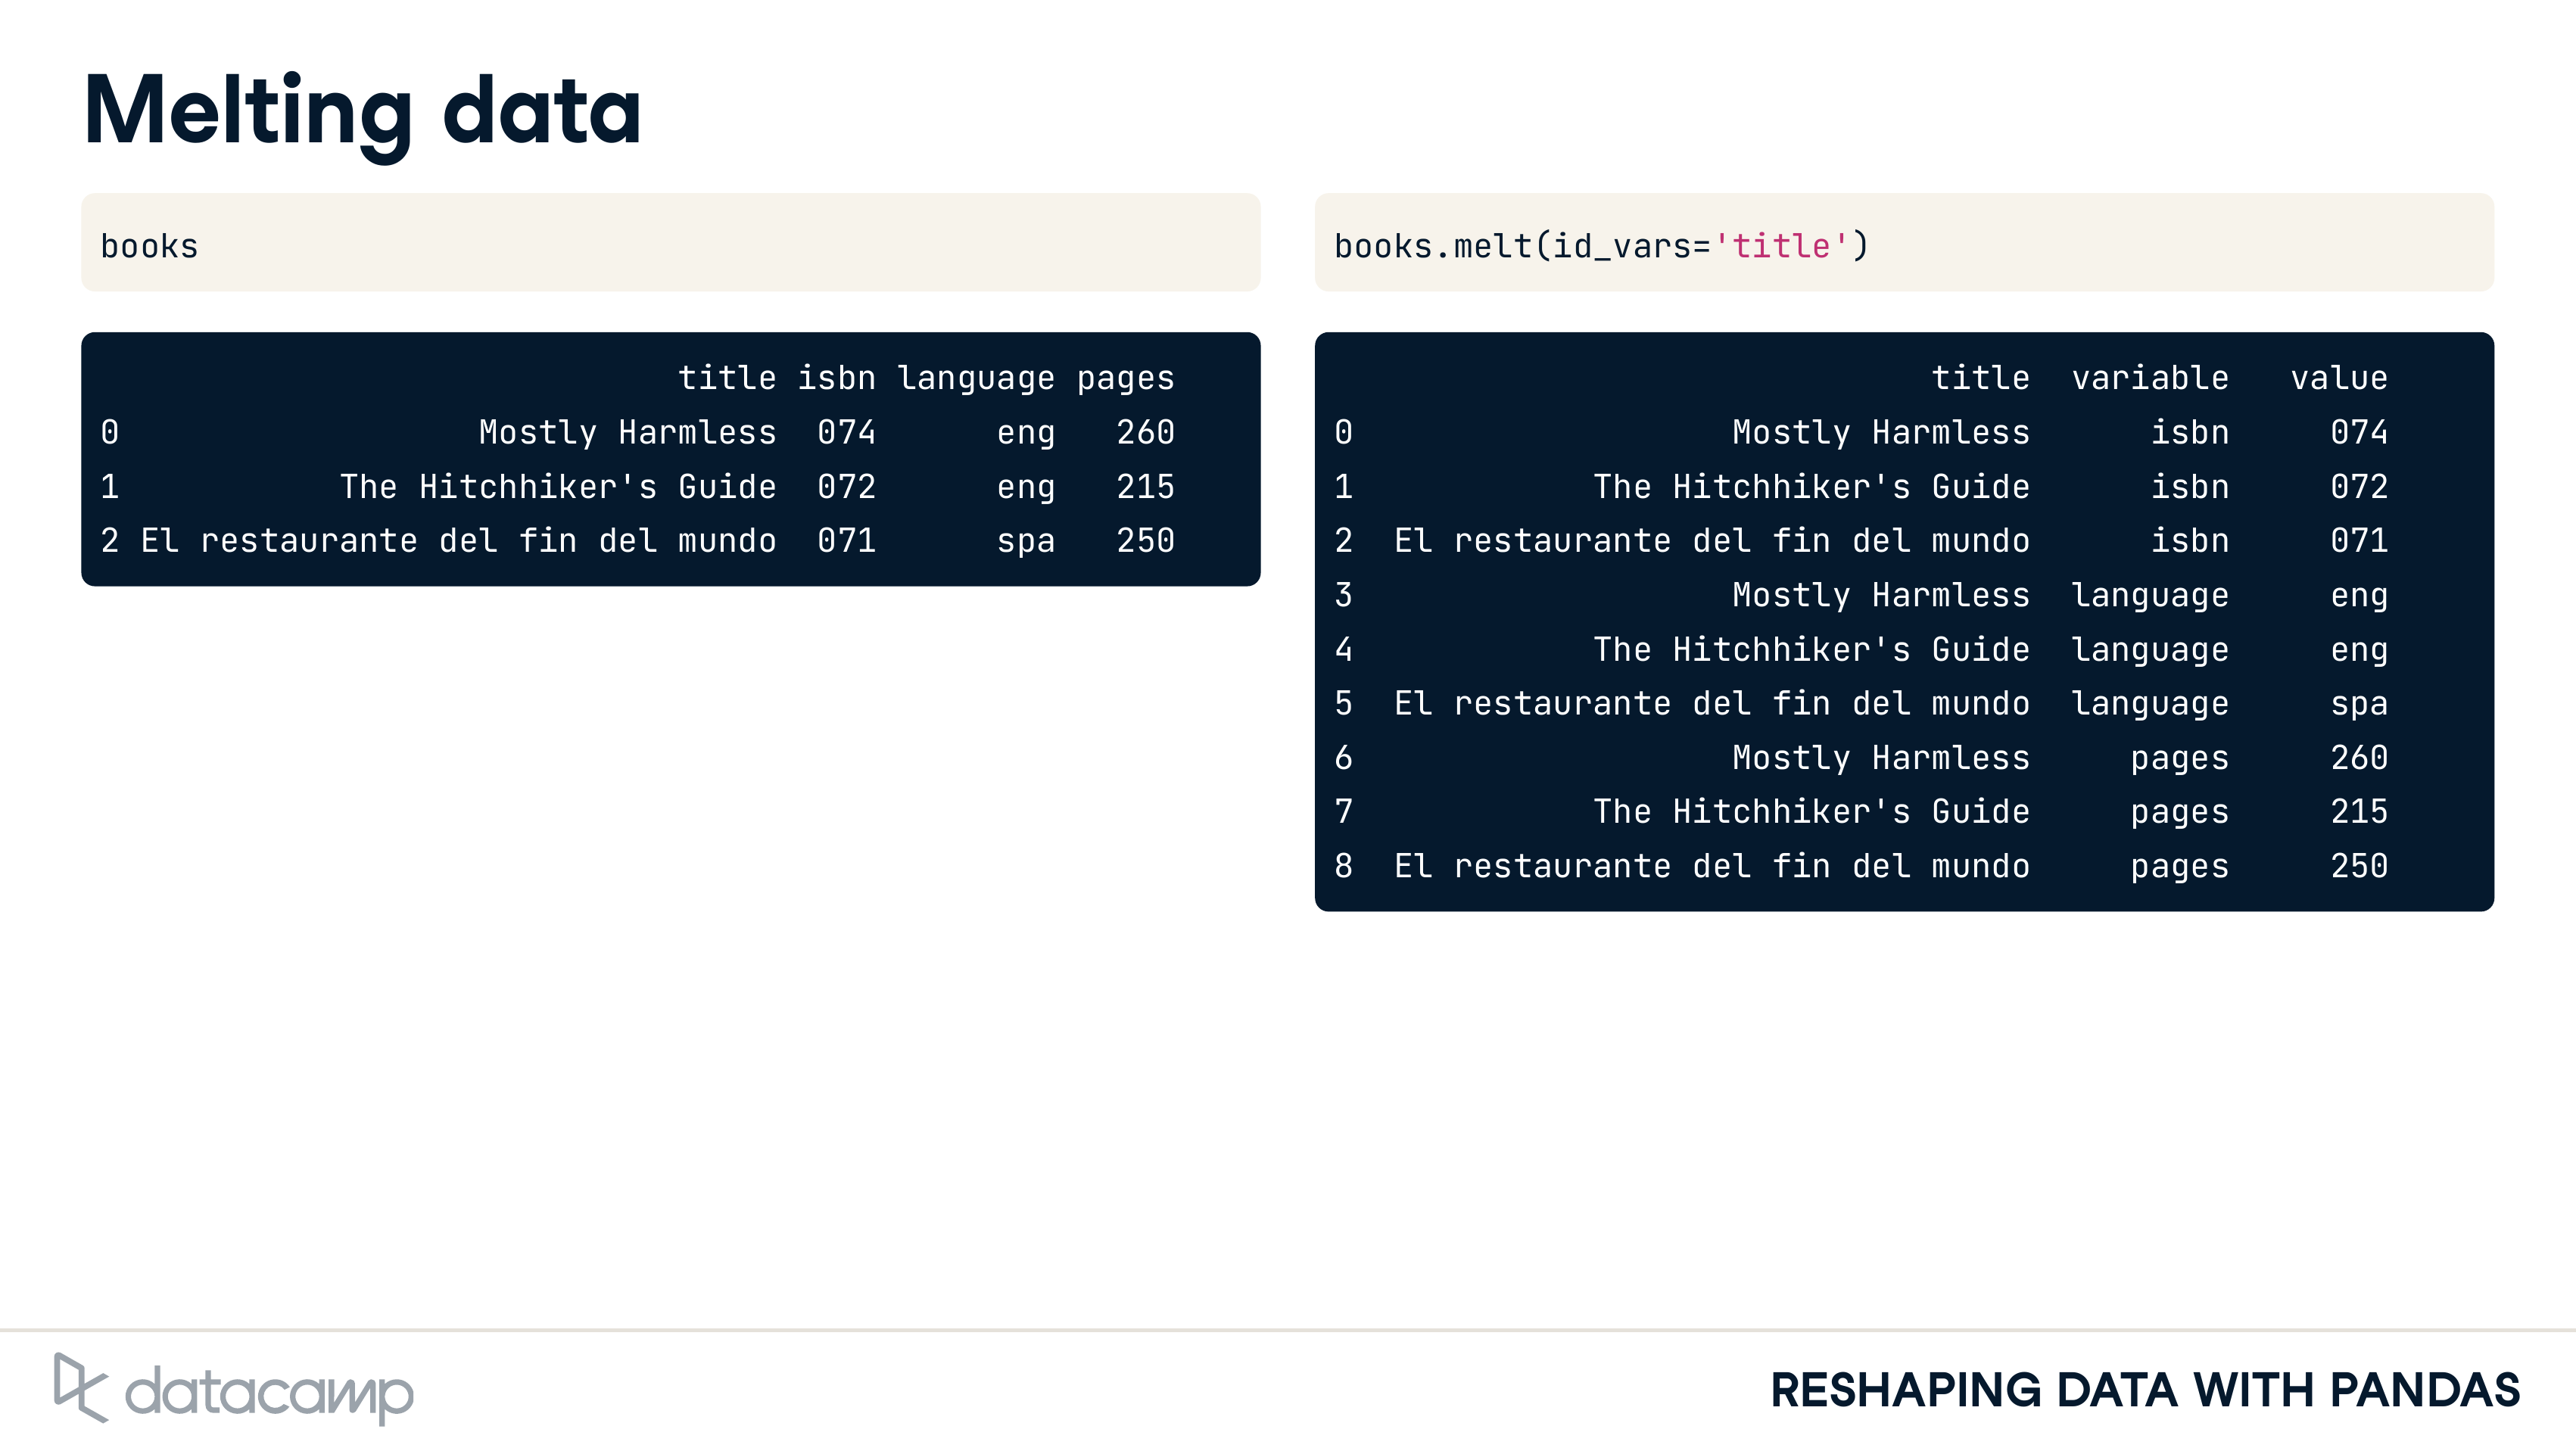 Melting data
books
title isbn language pages
0 Mostly Harmless 074 eng 260
1 The Hitchhiker's Guide 072 eng 215
2 El restaurante del fin del mundo 071 spa 250
books.melt(id_vars='title')
title variable value
0 Mostly Harmless isbn 074
1 The Hitchhiker's Guide isbn 072
2 El restaurante del fin del mundo isbn 071
3 Mostly Harmless language eng
4 The Hitchhiker's Guide language eng
5 El restaurante del fin del mundo language spa
6 Mostly Harmless pages 260
7 The Hitchhiker's Guide pages 215
8 El restaurante del fin del mundo pages 250
datacamp
RESHAPING DATA WITH PANDAS